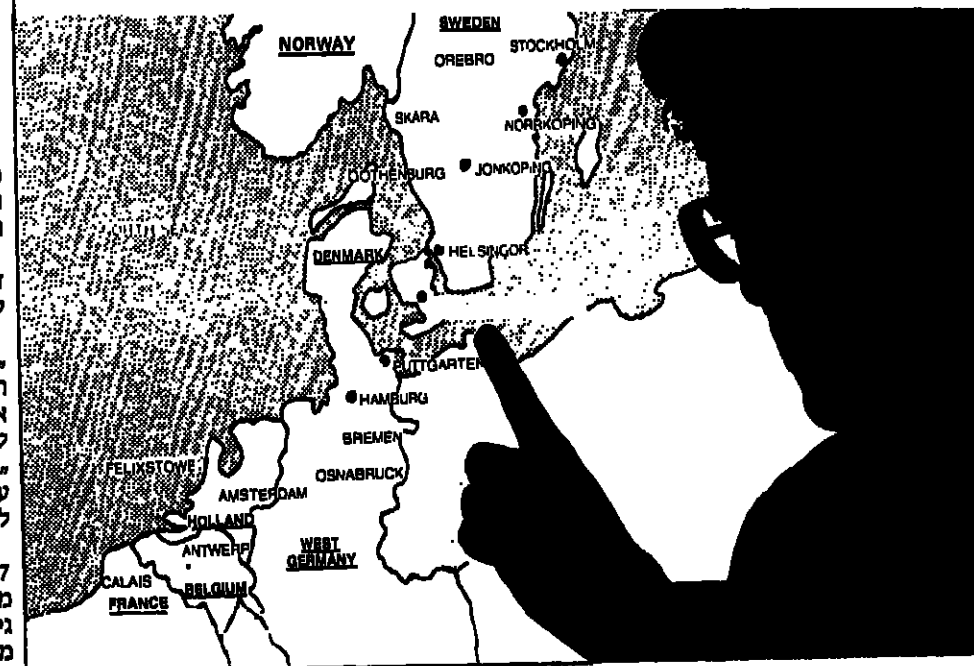 SWEDEN
NORWAY
STOCKHOLM
OREBRO
SKARA
NORRKOPING
GOTHENBURG
JONKOPING
HELSINGOR
DENMARK
PUTTGARTEN
HAMBURG
BREMEN
FELIXSTOWE
OSNABRUCK
AMSTERDAM
HOLLAND
ANTWERP
WEST
GERMANY
CALAIS
BELGIUM
FRANCE